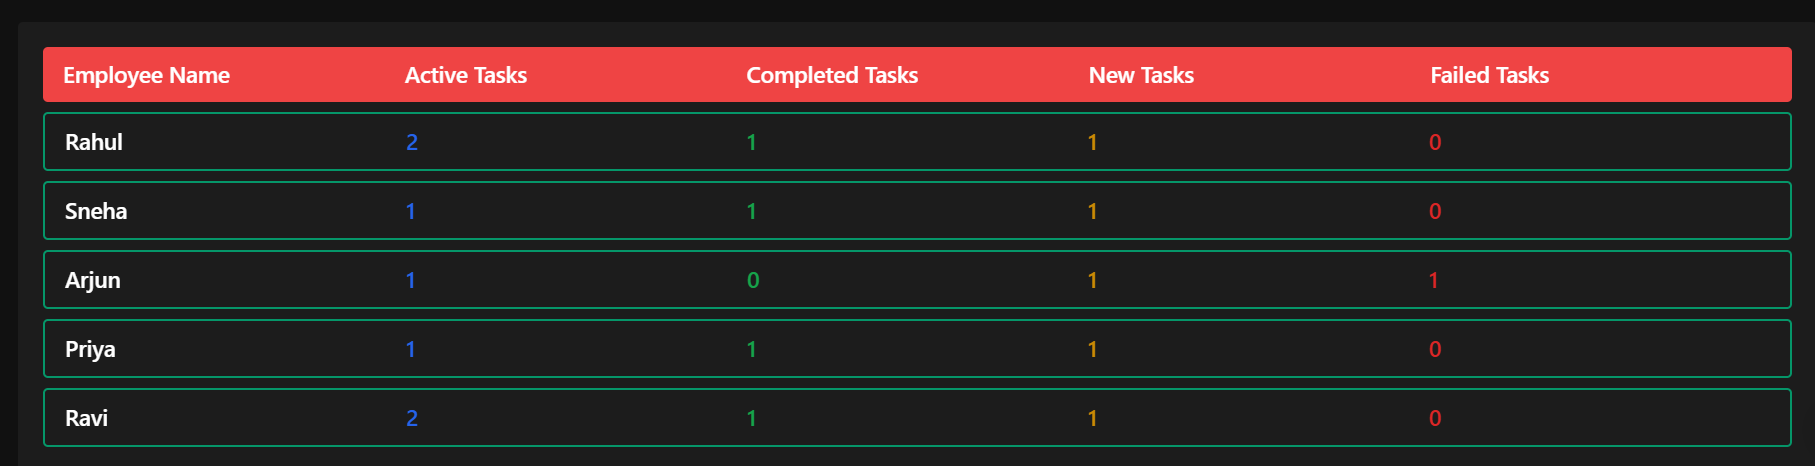 Employee Name Active Tasks Completed Tasks New Tasks Failed Tasks
Rahul 2 1 1 0
Sneha 1 1 1 0
Arjun 1 0 1 1
Priya 1 1 1 0
Ravi 2 1 1 0